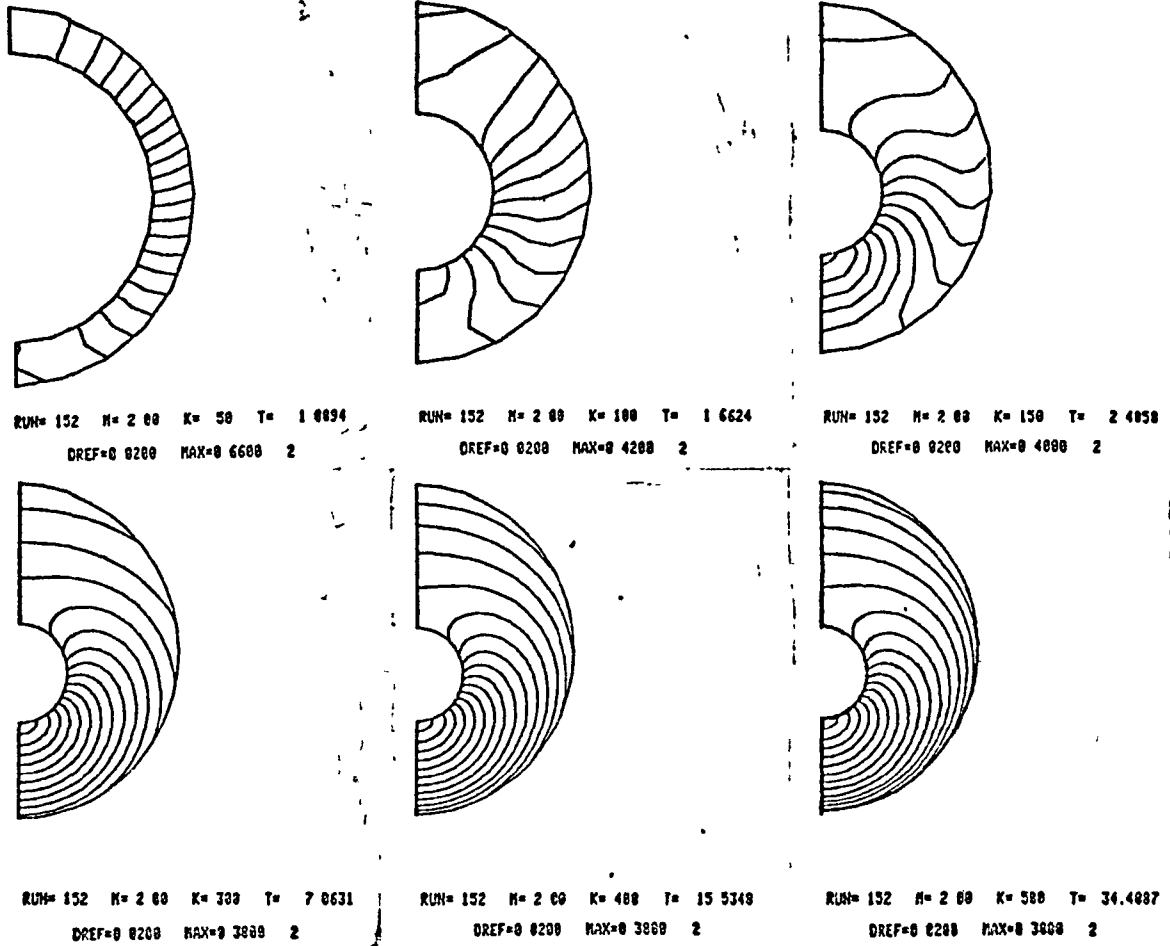 RUN= 152 M= 2 00 K= 50 T= 1 0094
DREF=0 0200 MAX=0 6600 2
RUN= 152 M= 2 00 K= 100 T= 1 6624
DREF=0 0200 MAX=0 4200 2
RUN= 152 M= 2 00 K= 150 T= 2 4058
DREF=0 0200 MAX=0 4000 2
RUN= 152 M= 2 00 K= 300 T= 7 0631
DREF=0 0200 MAX=0 3800 2
RUN= 152 M= 2 00 K= 400 T= 15 5348
DREF=0 0200 MAX=0 3800 2
RUN= 152 M= 2 00 K= 500 T= 34.4087
DREF=0 0200 MAX=0 3800 2